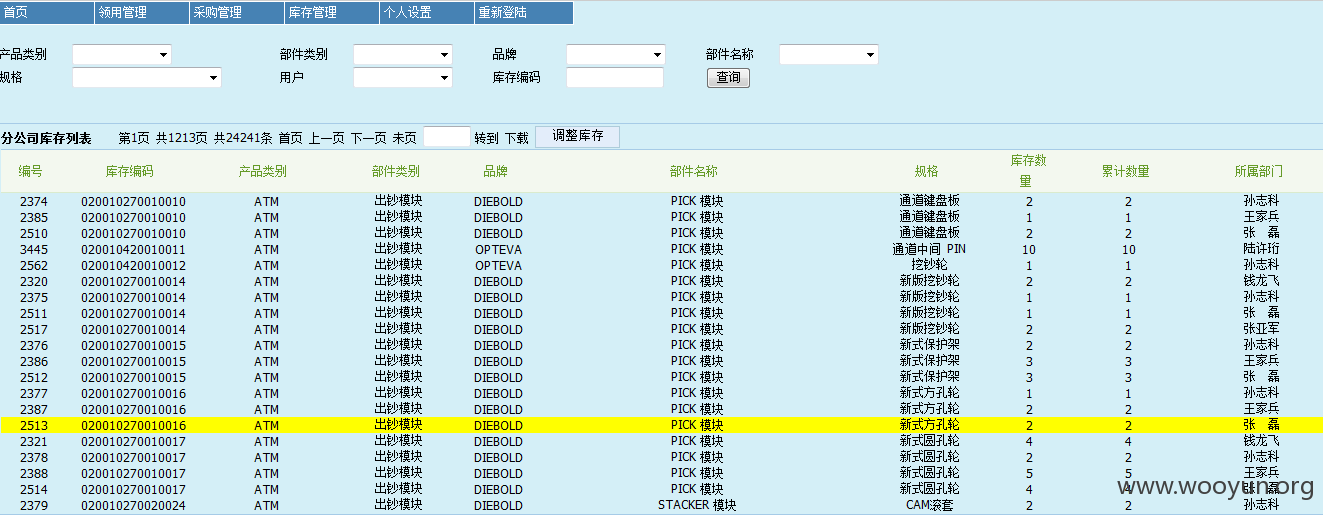 首页 领用管理 采购管理 库存管理 个人设置 重新登陆
产品类别 部件类别 品牌 部件名称
规格 用户 库存编码 查询
分公司库存列表 第1页 共1213页 共24241条 首页 上一页 下一页 末页 转到 下载 调整库存
编号 库存编码 产品类别 部件类别 品牌 部件名称 规格 库存数量 累计数量 所属部门
2374 020010270010010 ATM 出钞模块 DIEBOLD PICK 模块 通道键盘板 2 2 孙志科
2385 020010270010010 ATM 出钞模块 DIEBOLD PICK 模块 通道键盘板 1 1 王家兵
2510 020010270010010 ATM 出钞模块 DIEBOLD PICK 模块 通道键盘板 2 2 张 磊
3445 020010420010011 ATM 出钞模块 OPTEVA PICK 模块 通道中间 PIN 10 10 陆许珩
2562 020010420010012 ATM 出钞模块 OPTEVA PICK 模块 挖钞轮 1 1 孙志科
2320 020010270010014 ATM 出钞模块 DIEBOLD PICK 模块 新版挖钞轮 2 2 钱龙飞
2375 020010270010014 ATM 出钞模块 DIEBOLD PICK 模块 新版挖钞轮 1 1 孙志科
2511 020010270010014 ATM 出钞模块 DIEBOLD PICK 模块 新版挖钞轮 1 1 张 磊
2517 020010270010014 ATM 出钞模块 DIEBOLD PICK 模块 新版挖钞轮 2 2 张亚军
2376 020010270010015 ATM 出钞模块 DIEBOLD PICK 模块 新式保护架 2 2 孙志科
2386 020010270010015 ATM 出钞模块 DIEBOLD PICK 模块 新式保护架 3 3 王家兵
2512 020010270010015 ATM 出钞模块 DIEBOLD PICK 模块 新式保护架 3 3 张 磊
2377 020010270010016 ATM 出钞模块 DIEBOLD PICK 模块 新式方孔轮 1 1 孙志科
2387 020010270010016 ATM 出钞模块 DIEBOLD PICK 模块 新式方孔轮 2 2 王家兵
2513 020010270010016 ATM 出钞模块 DIEBOLD PICK 模块 新式方孔轮 2 2 张 磊
2321 020010270010017 ATM 出钞模块 DIEBOLD PICK 模块 新式圆孔轮 4 4 钱龙飞
2378 020010270010017 ATM 出钞模块 DIEBOLD PICK 模块 新式圆孔轮 2 2 孙志科
2388 020010270010017 ATM 出钞模块 DIEBOLD PICK 模块 新式圆孔轮 5 5 王家兵
2514 020010270010017 ATM 出钞模块 DIEBOLD PICK 模块 新式圆孔轮 4 4 张 磊
2379 020010270020024 ATM 出钞模块 DIEBOLD STACKER 模块 CAM滚套 2 2 孙志科
www.wooyun.org